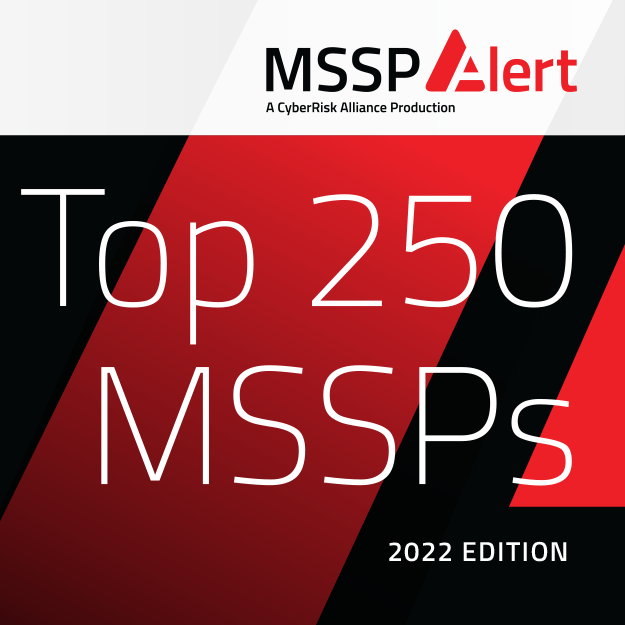 MSSP Alert
A CyberRisk Alliance Production
Top 250
MSSPs
2022 EDITION